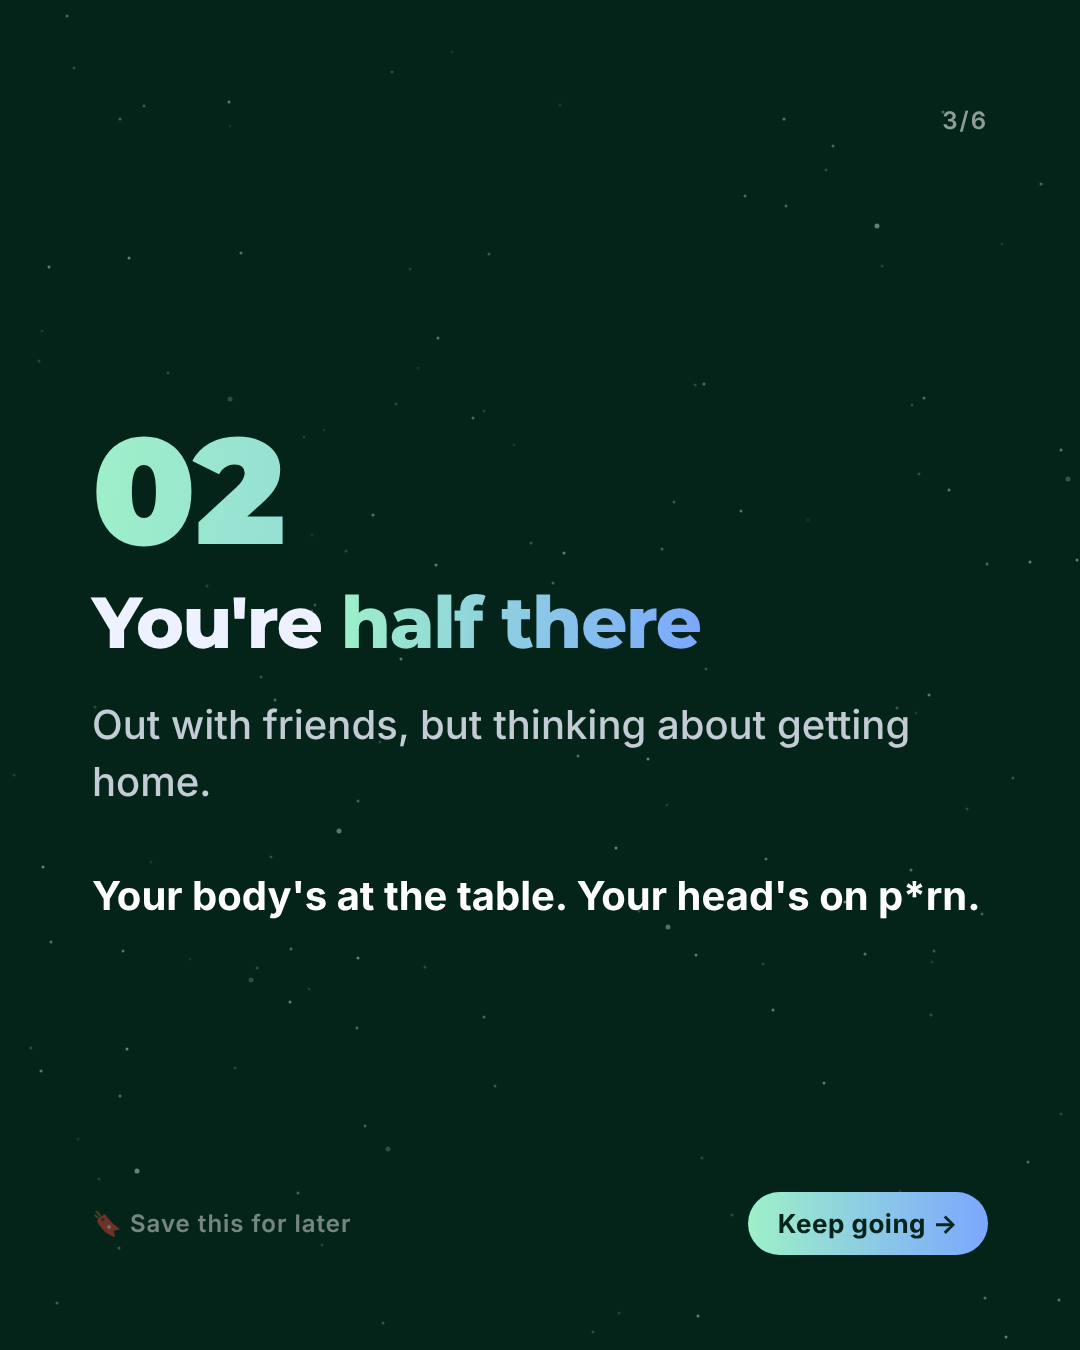 3/6
02
You're half there
Out with friends, but thinking about getting
home.
Your body's at the table. Your head's on p*rn.
🔖 Save this for later
Keep going →